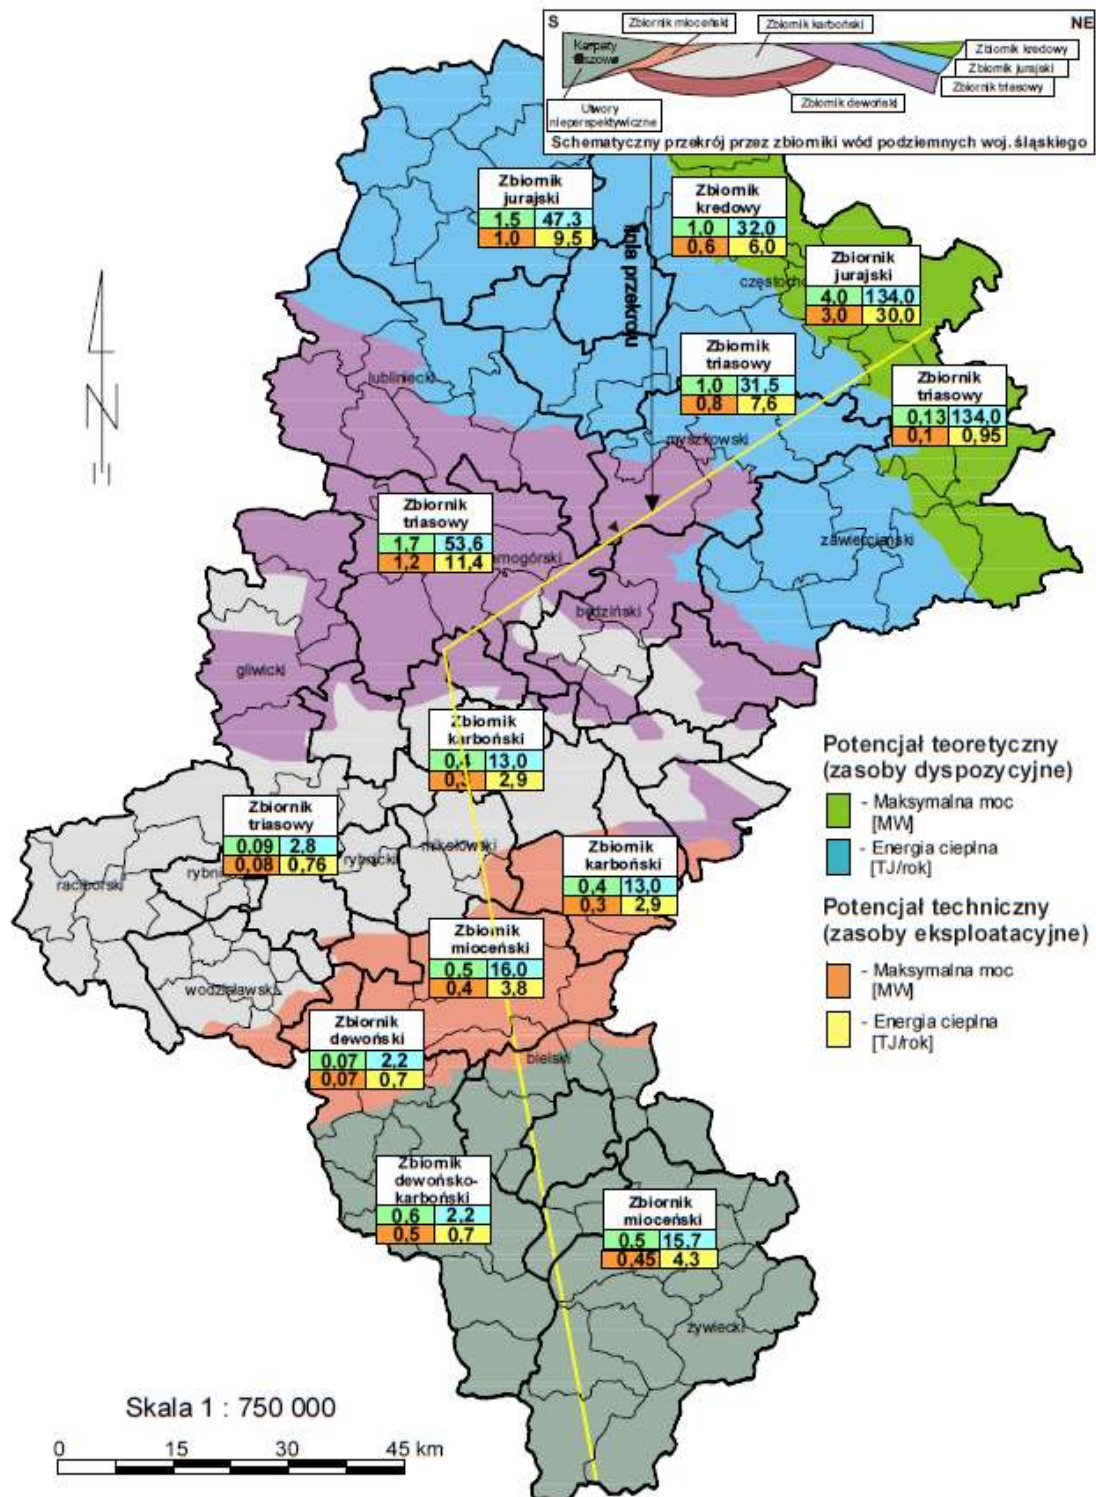 S
NE
Zbiornik mioceński
Zbiornik karboński
Karpaty
fliszowe
Zbiornik kredowy
Zbiornik jurajski
Zbiornik triasowy
Zbiornik dewoński
Utwory
nieperspektywiczne
Schematyczny przekrój przez zbiorniki wód podziemnych woj. śląskiego
Zbiornik
jurajski
1,5 47,3
1,0 9,5
Zbiornik
kredowy
1,0 32,0
0,6 6,0
linia przekroju
Zbiornik
jurajski
4,0 134,0
3,0 30,0
często
Zbiornik
triasowy
1,0 31,5
0,8 7,6
Zbiornik
triasowy
0,13 134,0
0,1 0,95
lubliniecki
myszkowski
N
Zbiornik
triasowy
1,7 53,6
1,2 11,4
zawierciański
rnogórski
będziński
gliwicki
Zbiornik
karboński
0,4 13,0
0,3 2,9
Potencjał teoretyczny
(zasoby dyspozycyjne)
- Maksymalna moc
[MW]
- Energia cieplna
[TJ/rok]
Zbiornik
triasowy
0,09 2,8
0,08 0,76
mikołowski
rybnicki
rybni
raciborski
Zbiornik
karboński
0,4 13,0
0,3 2,9
Potencjał techniczny
(zasoby eksploatacyjne)
- Maksymalna moc
[MW]
- Energia cieplna
[TJ/rok]
Zbiornik
mioceński
0,5 16,0
0,4 3,8
wodzisławski
Zbiornik
dewoński
0,07 2,2
0,07 0,7
bielski
Zbiornik
dewońsko-
karboński
0,6 2,2
0,5 0,7
Zbiornik
mioceński
0,5 15,7
0,45 4,3
żywiecki
Skala 1 : 750 000
0 15 30 45 km